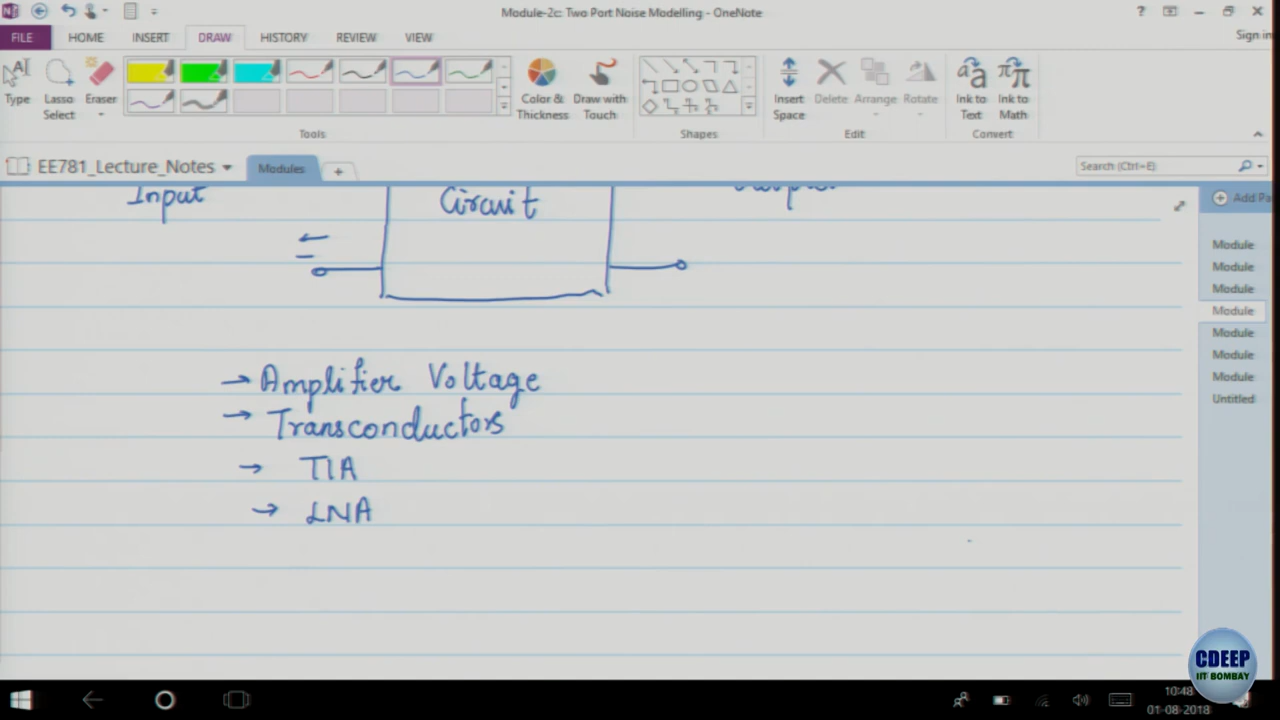 Module-2c: Two Port Noise Modelling - OneNote
Sign in
FILE HOME INSERT DRAW HISTORY REVIEW VIEW
Type
Lasso Select
Eraser
Color & Thickness
Draw with Touch
Insert Space
Delete
Arrange
Rotate
Ink to Text
Ink to Math
Tools
Shapes
Edit
Convert
EE781_Lecture_Notes
Modules
Search (Ctrl+E)
Add Pa
Input
Circuit
→ Amplifier Voltage
→ Transconductors
→ TIA
→ LNA
Module
Module
Module
Module
Module
Module
Module
Untitled
CDEEP
IIT BOMBAY
10:48
01-08-2018